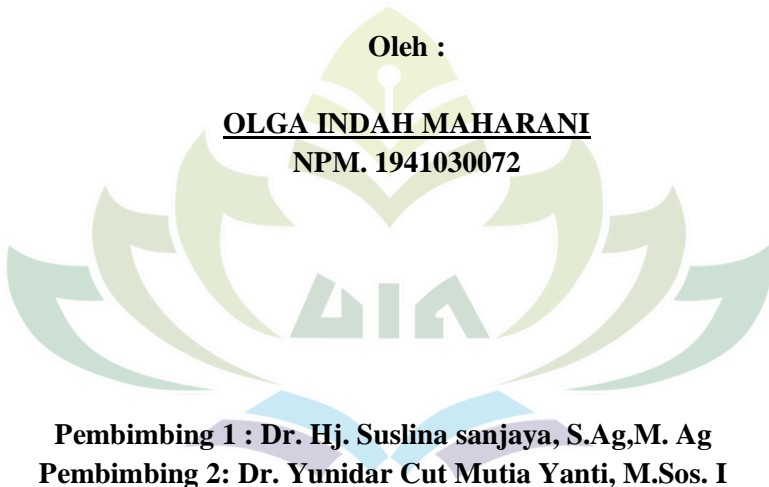 Oleh :
OLGA INDAH MAHARANI
NPM. 1941030072
UIN
Pembimbing 1 : Dr. Hj. Suslina sanjaya, S.Ag,M. Ag
Pembimbing 2: Dr. Yunidar Cut Mutia Yanti, M.Sos. I